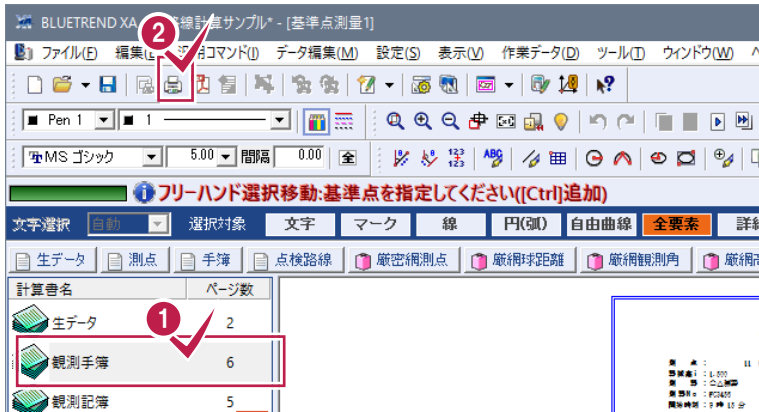 BLUETREND XA 路線計算サンプル* - [基準点測量1]
2
ファイル(F) 編集(E) 汎用コマンド(I) データ編集(M) 設定(S) 表示(V) 作業データ(D) ツール(T) ウィンドウ(W)
Pen 1 1
MS ゴシック 5.00 間隔 0.00 全 123 123 ABC
フリーハンド選択移動:基準点を指定してください([Ctrl]追加)
文字選択 自動 選択対象 文字 マーク 線 円(弧) 自由曲線 全要素
生データ 測点 手簿 点検路線 厳密網測点 厳網球距離 厳網観測角
計算書名 ページ数
1
生データ 2
観測手簿 6
観測記簿 5
測 点 : 11